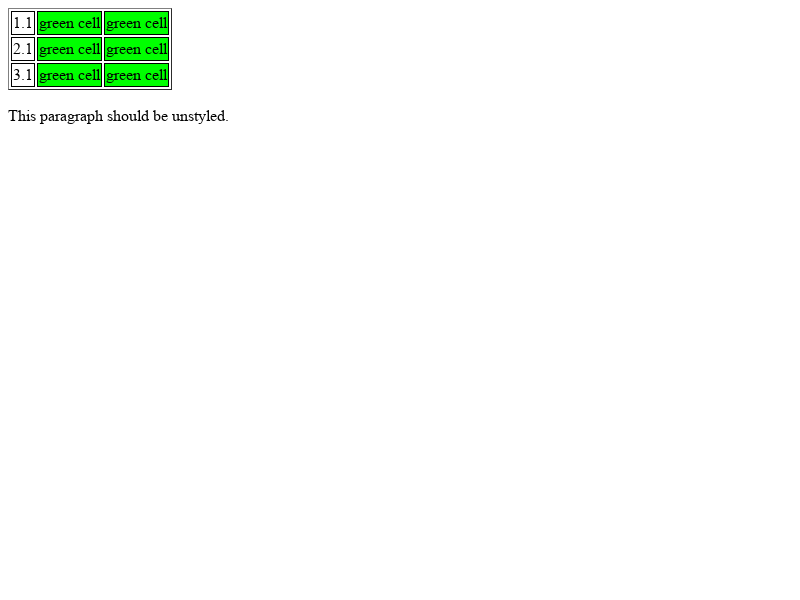 1.1 green cell green cell
2.1 green cell green cell
3.1 green cell green cell
This paragraph should be unstyled.